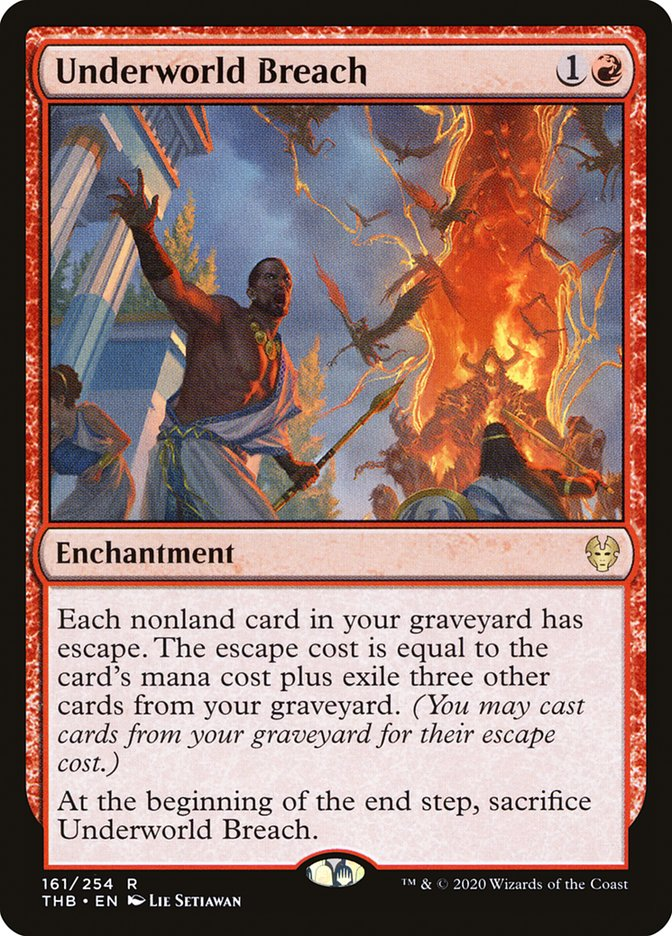 Underworld Breach 1
Enchantment
Each nonland card in your graveyard has
escape. The escape cost is equal to the
card's mana cost plus exile three other
cards from your graveyard. (You may cast
cards from your graveyard for their escape
cost.)
At the beginning of the end step, sacrifice
Underworld Breach.
161/254 R
™ & © 2020 Wizards of the Coast
THB • EN Lie Setiawan